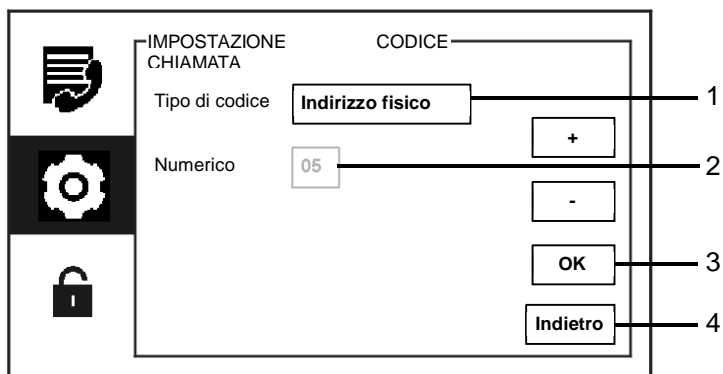 IMPOSTAZIONE CODICE
CHIAMATA
Tipo di codice Indirizzo fisico 1
+
Numerico 05 2
-
OK 3
Indietro 4